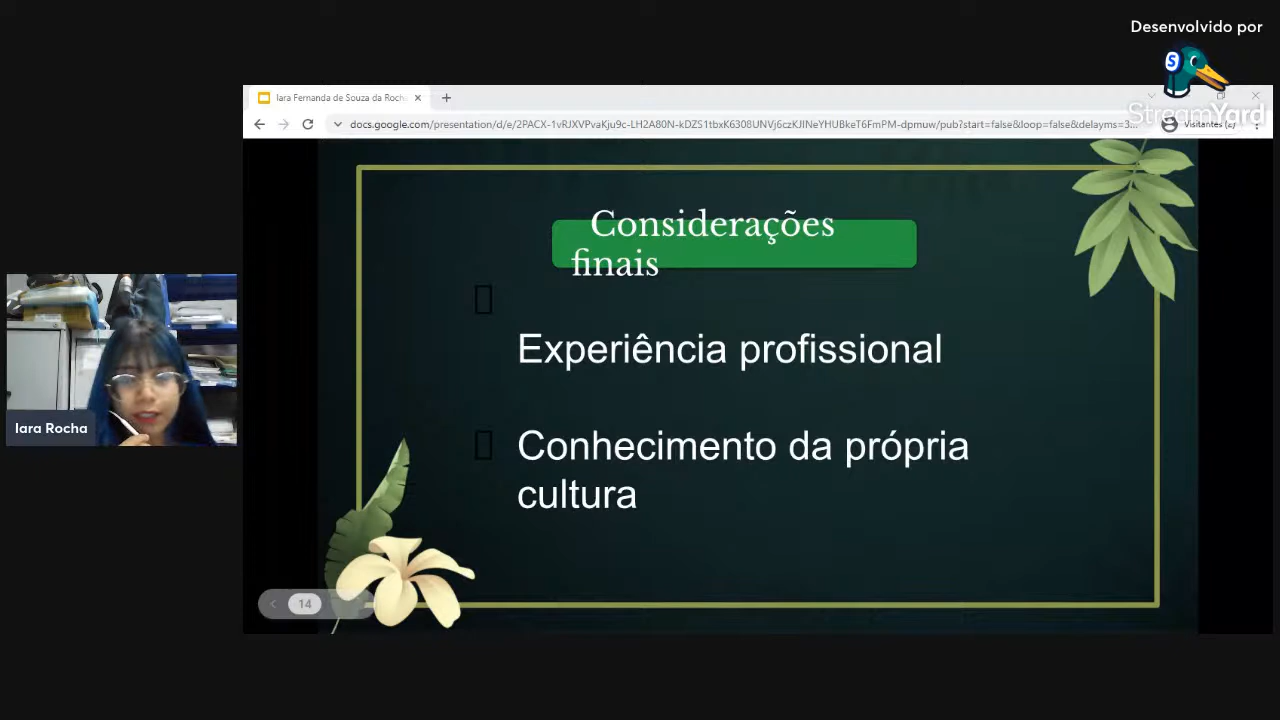 Desenvolvido por
S
StreamYard
Iara Fernanda de Souza da Roch
docs.google.com/presentation/d/e/2PACX-1vRJXVPvaKju9c-LH2A80N-kDZS1tbxK6308UNVj6czKJINeYHUBkeT6FmPM-dpmuw/pub?start=false&loop=false&delayms=3...
Visitantes (2)
Considerações
finais
Experiência profissional
Conhecimento da própria
cultura
Iara Rocha
14